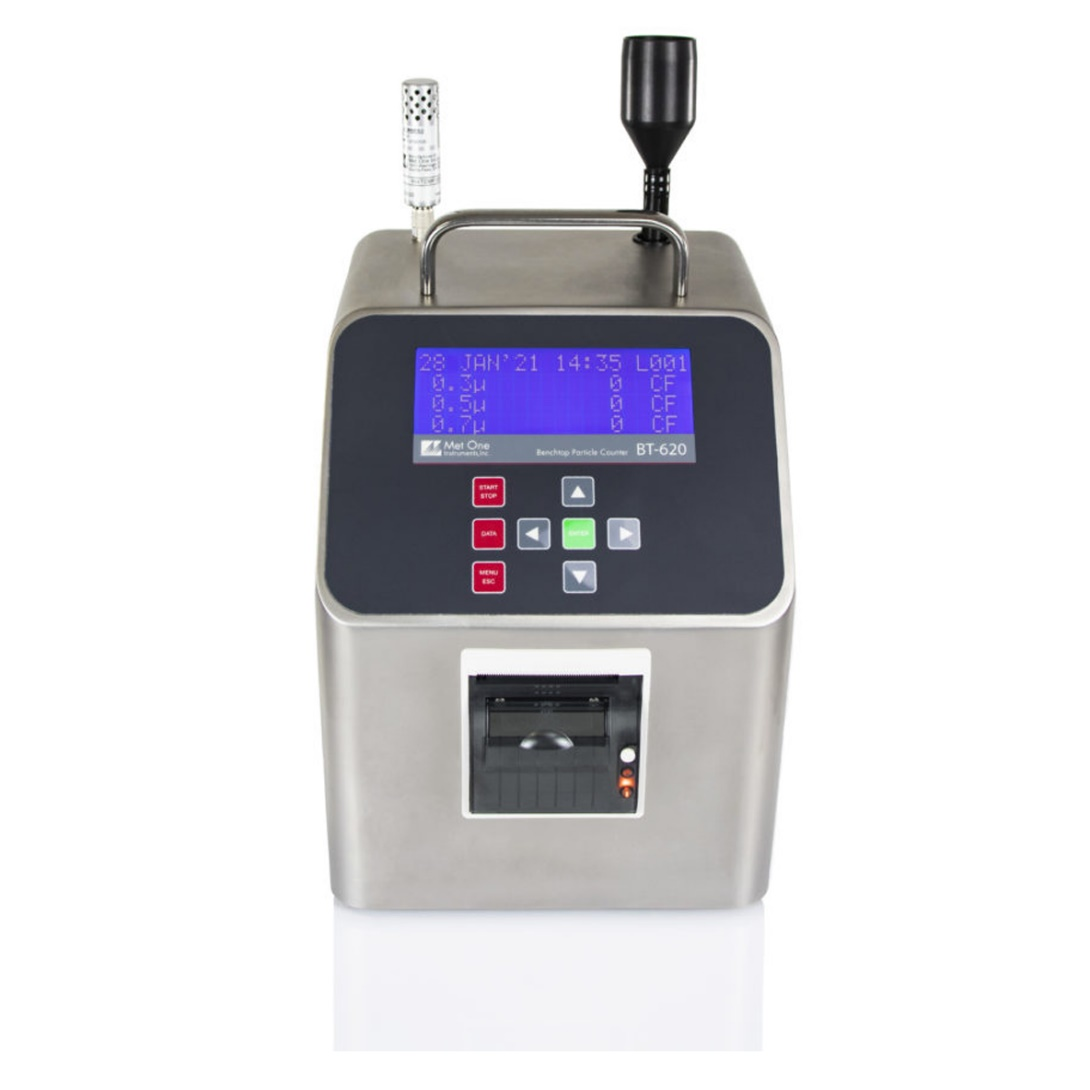 28 JAN'21 14:35 L001
0.3µ 0 CF
0.5µ 0 CF
0.7µ 0 CF
Met One
Instruments, Inc.
Benchtop Particle Counter BT-620
START
STOP
DATA
ENTER
MENU
ESC